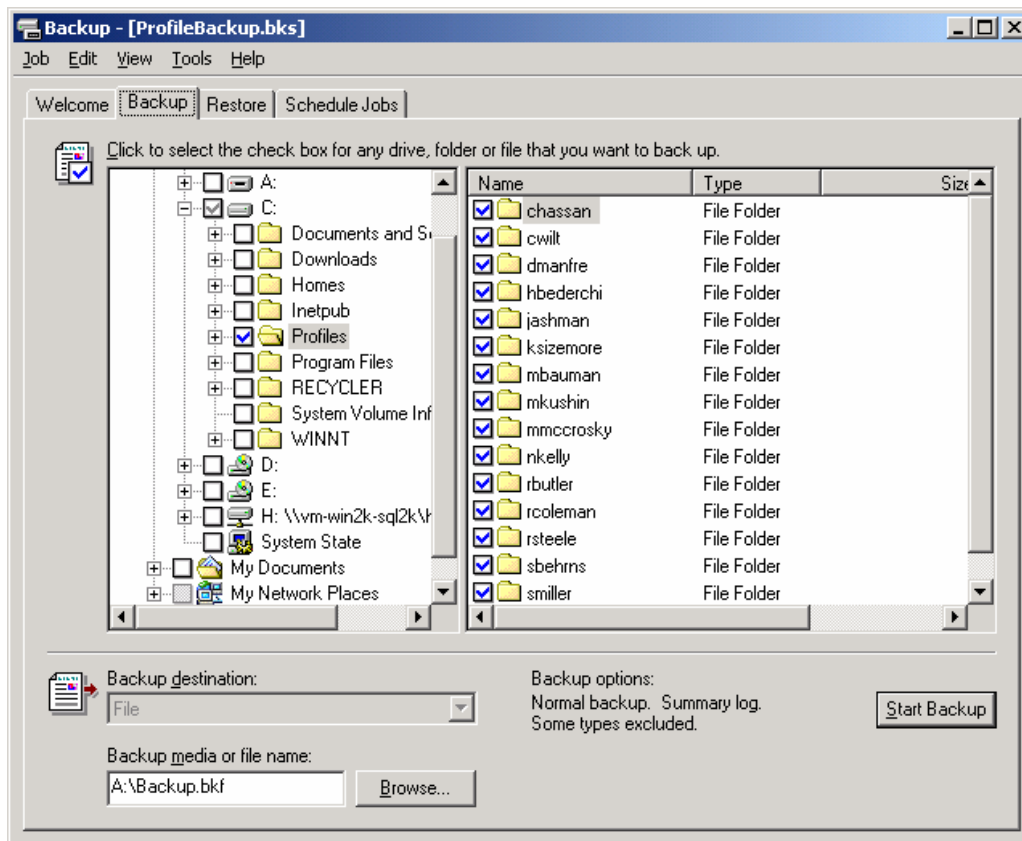 Backup - [ProfileBackup.bks]
Job Edit View Tools Help
Welcome Backup Restore Schedule Jobs
Click to select the check box for any drive, folder or file that you want to back up.
A:
C:
Documents and Se
Downloads
Homes
Inetpub
Profiles
Program Files
RECYCLER
System Volume Inf
WINNT
D:
E:
H: \\vm-win2k-sql2k\h
System State
My Documents
My Network Places
Name Type Size
chassan File Folder
cwilt File Folder
dmanfre File Folder
hbederchi File Folder
jashman File Folder
ksizemore File Folder
mbauman File Folder
mkushin File Folder
mmccrosky File Folder
nkelly File Folder
rbutler File Folder
rcoleman File Folder
rsteele File Folder
sbehrns File Folder
smiller File Folder
Backup destination:
File
Backup media or file name:
A:\Backup.bkf
Browse...
Backup options:
Normal backup. Summary log.
Some types excluded.
Start Backup